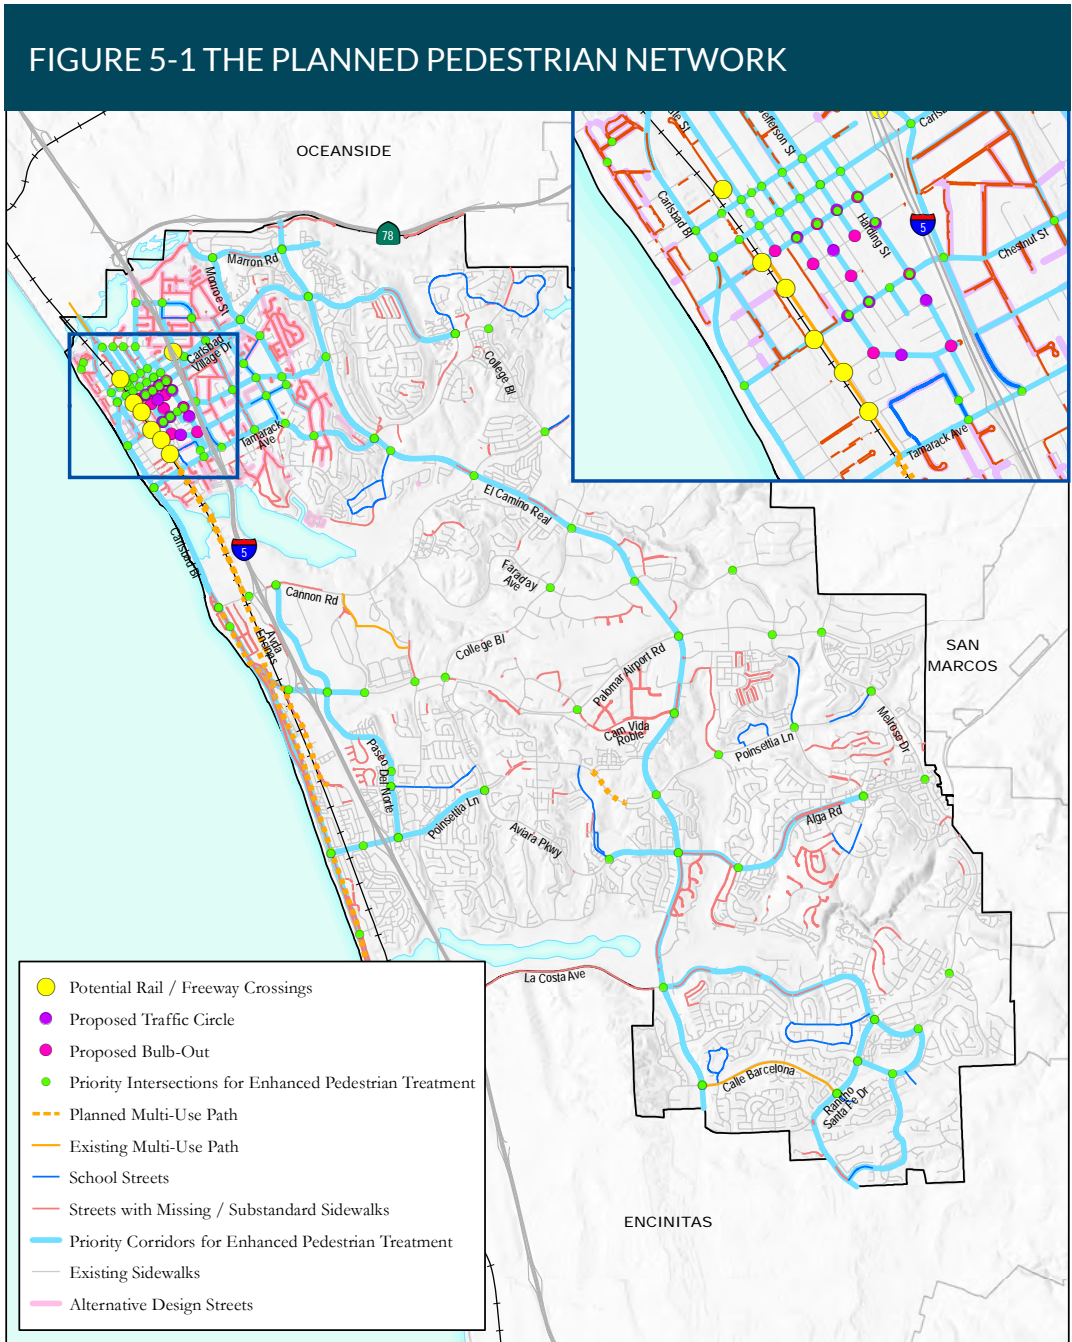 FIGURE 5-1 THE PLANNED PEDESTRIAN NETWORK
OCEANSIDE
78
Marron Rd
Monroe St
Carlsbad
Village Dr
College Bl
Tamarack
Ave
El Camino Real
Carlsbad Bl
5
Faraday
Ave
Cannon Rd
Avda
Encinas
College Bl
Palomar Airport Rd
Cam Vida
Roble
SAN
MARCOS
Melrose Dr
Poinsettia Ln
Paseo Del Norte
Poinsettia Ln
Aviara Pkwy
Alga Rd
La Costa Ave
Calle Barcelona
Rancho
Santa Fe Dr
ENCINITAS
Jefferson St
Carlsbad Bl
Harding St
5
Chestnut St
Tamarack Ave
Potential Rail / Freeway Crossings
Proposed Traffic Circle
Proposed Bulb-Out
Priority Intersections for Enhanced Pedestrian Treatment
Planned Multi-Use Path
Existing Multi-Use Path
School Streets
Streets with Missing / Substandard Sidewalks
Priority Corridors for Enhanced Pedestrian Treatment
Existing Sidewalks
Alternative Design Streets